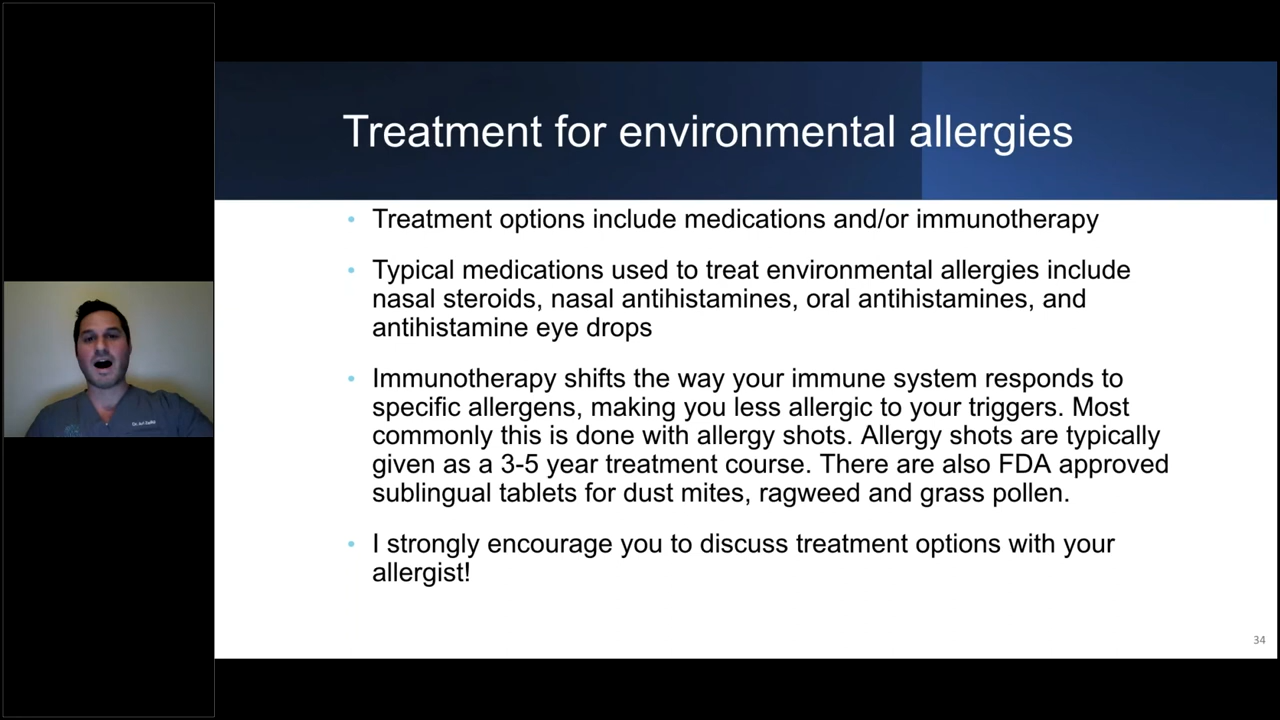 Treatment for environmental allergies
• Treatment options include medications and/or immunotherapy
• Typical medications used to treat environmental allergies include
nasal steroids, nasal antihistamines, oral antihistamines, and
antihistamine eye drops
• Immunotherapy shifts the way your immune system responds to
specific allergens, making you less allergic to your triggers. Most
commonly this is done with allergy shots. Allergy shots are typically
given as a 3-5 year treatment course. There are also FDA approved
sublingual tablets for dust mites, ragweed and grass pollen.
• I strongly encourage you to discuss treatment options with your
allergist!
34